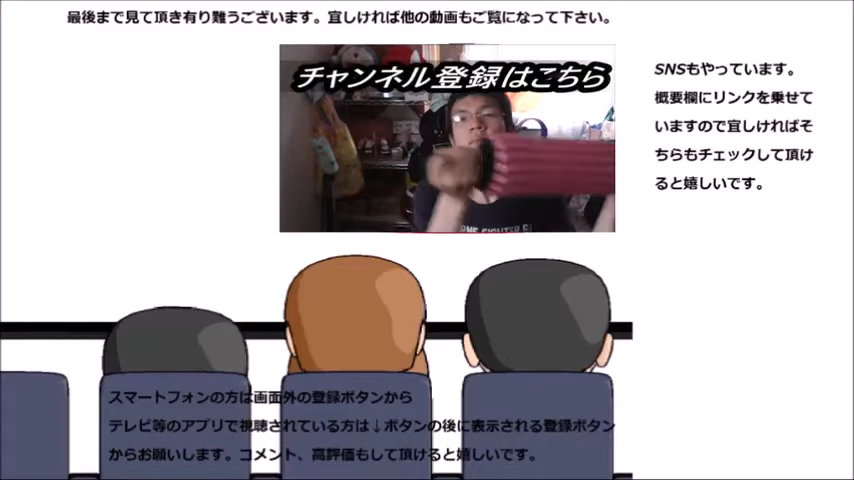 最後まで見て頂き有り難うございます。宜しければ他の動画もご覧になって下さい。
チャンネル登録はこちら
SNSもやっています。
概要欄にリンクを乗せて
いますので宜しければそ
ちらもチェックして頂け
ると嬉しいです。
スマートフォンの方は画面外の登録ボタンから
テレビ等のアプリで視聴されている方は↓ボタンの後に表示される登録ボタン
からお願いします。コメント、高評価もして頂けると嬉しいです。